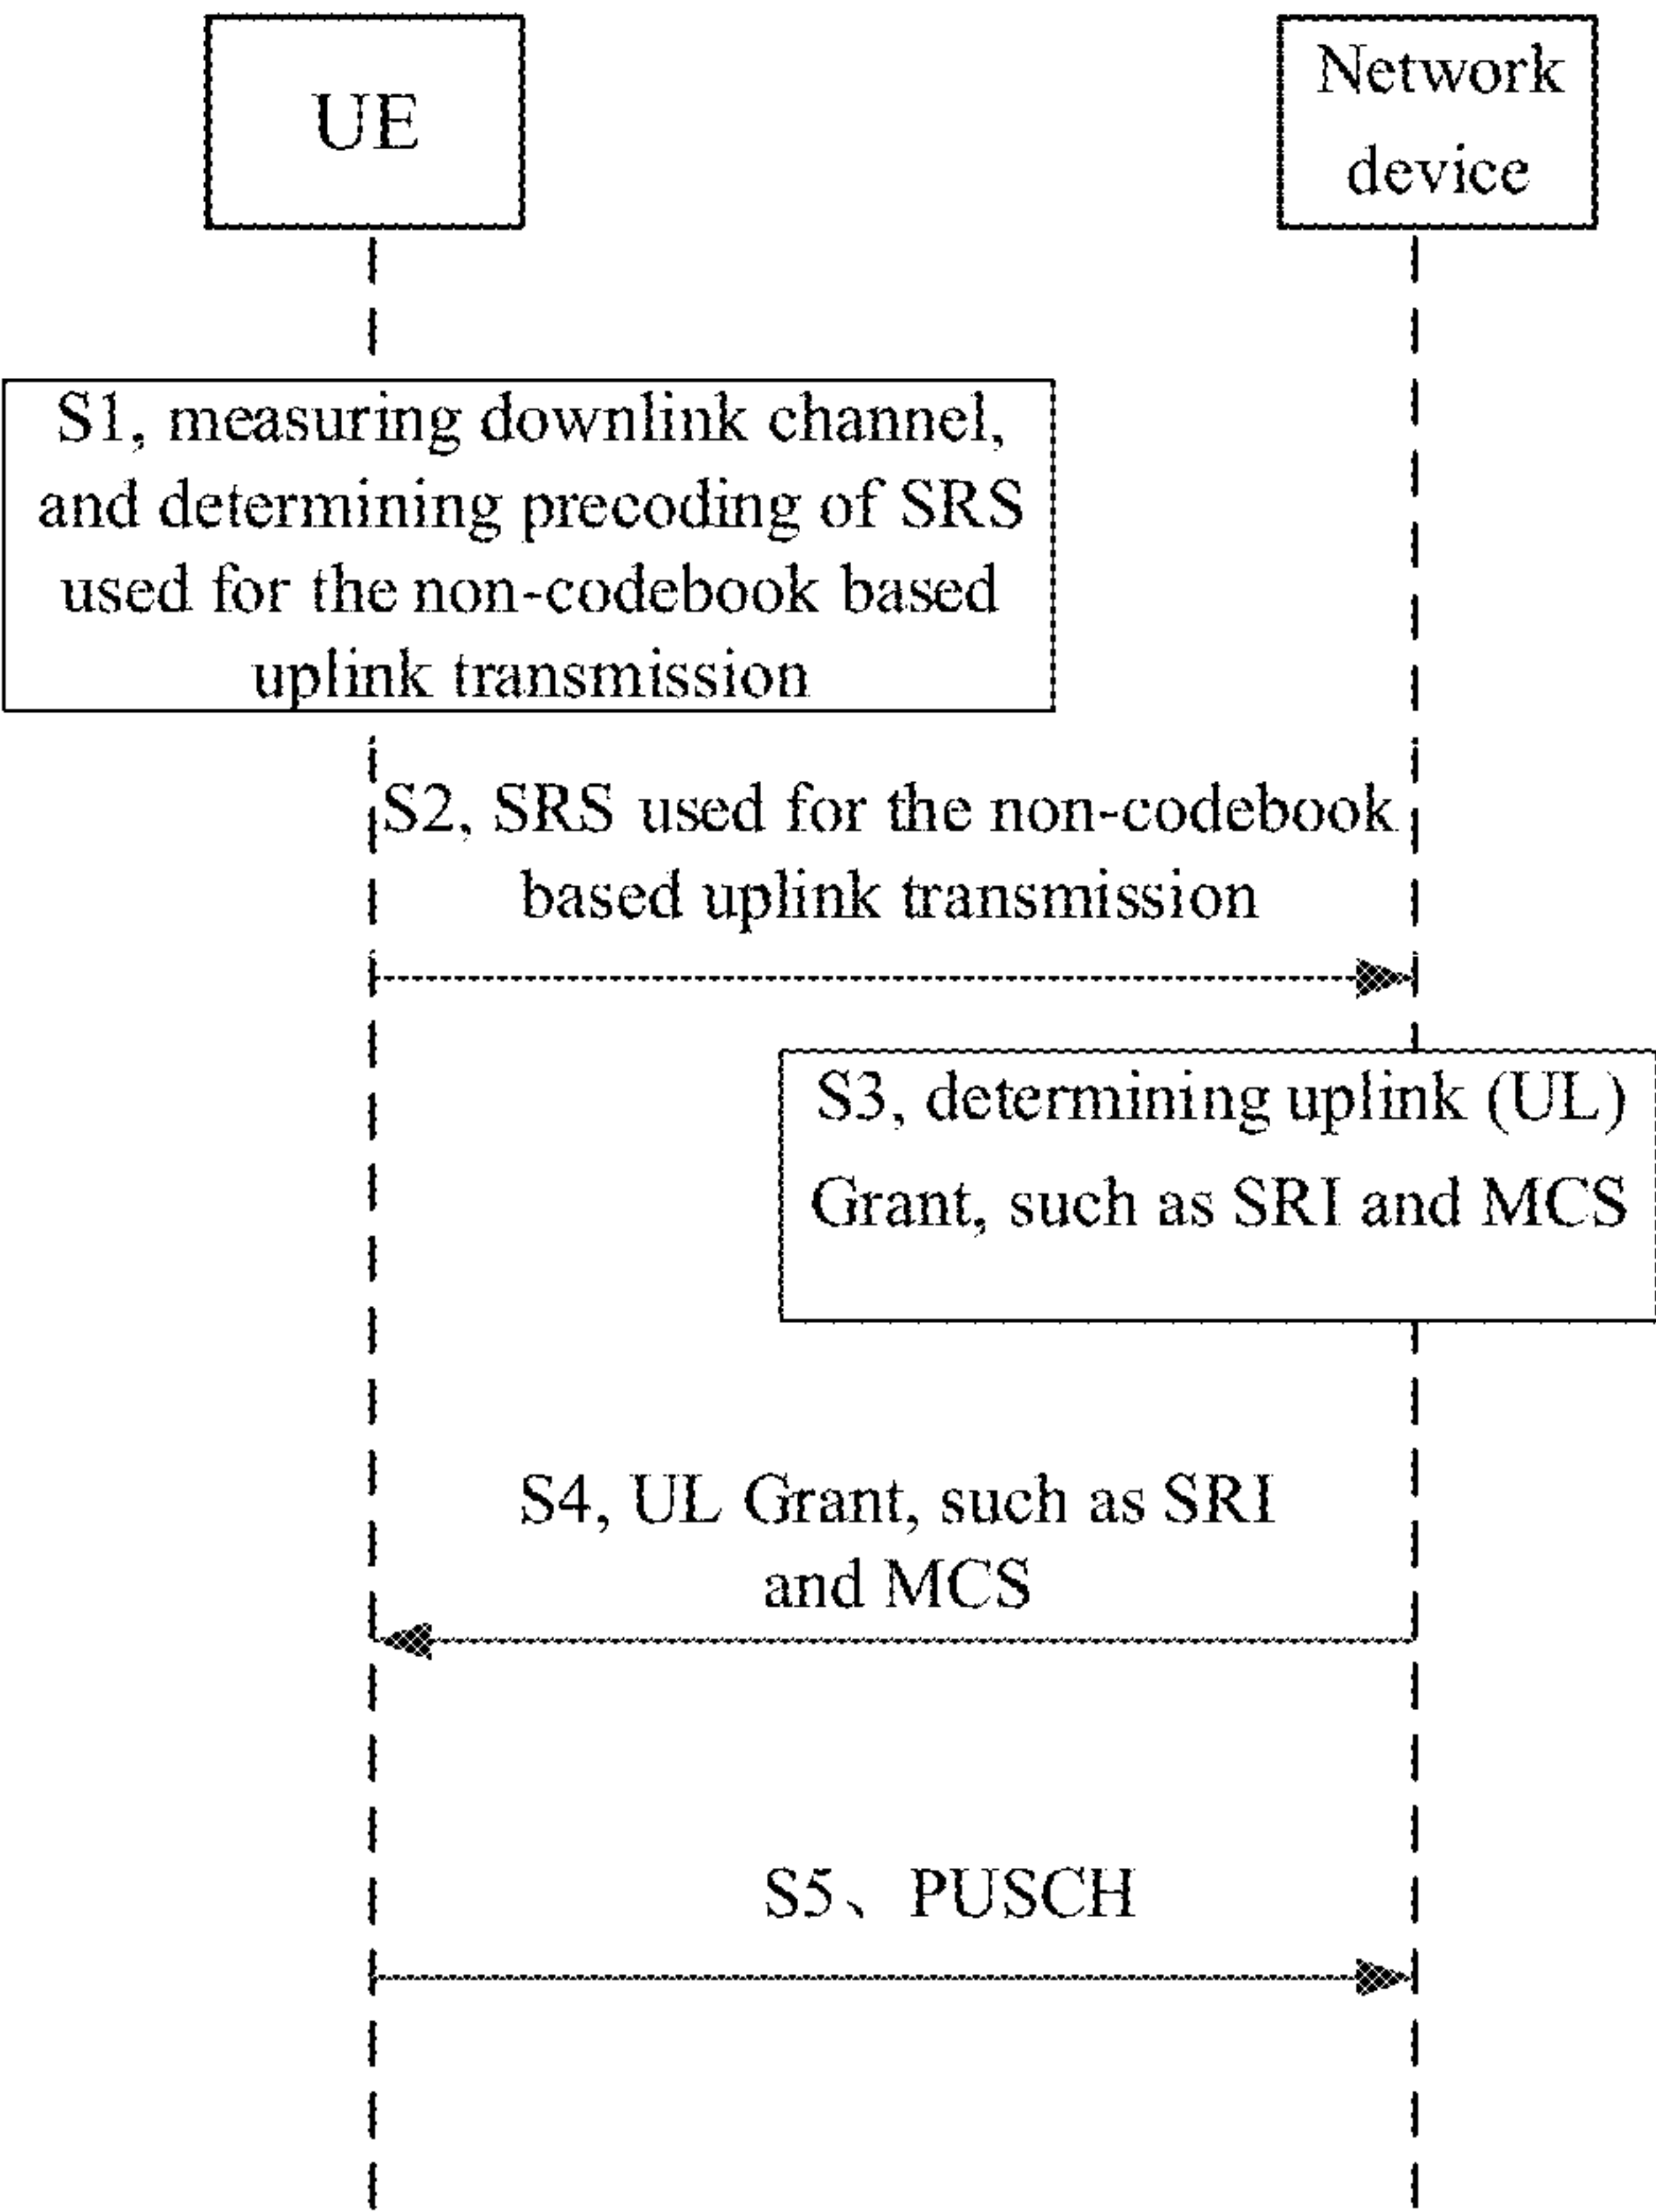 UE
Network
device
S1, measuring downlink channel,
and determining precoding of SRS
used for the non-codebook based
uplink transmission
S2, SRS used for the non-codebook
based uplink transmission
S3, determining uplink (UL)
Grant, such as SRI and MCS
S4, UL Grant, such as SRI
and MCS
S5、PUSCH